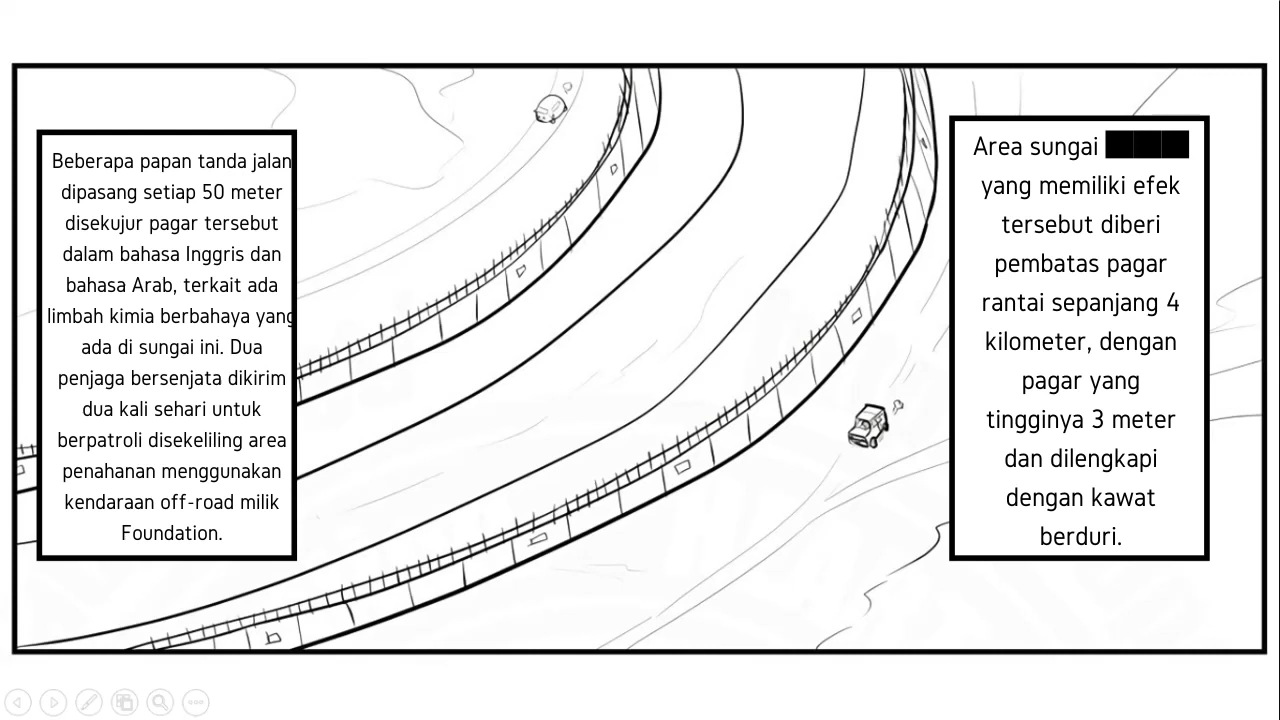 Beberapa papan tanda jalan
dipasang setiap 50 meter
disekujur pagar tersebut
dalam bahasa Inggris dan
bahasa Arab, terkait ada
limbah kimia berbahaya yang
ada di sungai ini. Dua
penjaga bersenjata dikirim
dua kali sehari untuk
berpatroli disekeliling area
penahanan menggunakan
kendaraan off-road milik
Foundation.
Area sungai ████
yang memiliki efek
tersebut diberi
pembatas pagar
rantai sepanjang 4
kilometer, dengan
pagar yang
tingginya 3 meter
dan dilengkapi
dengan kawat
berduri.